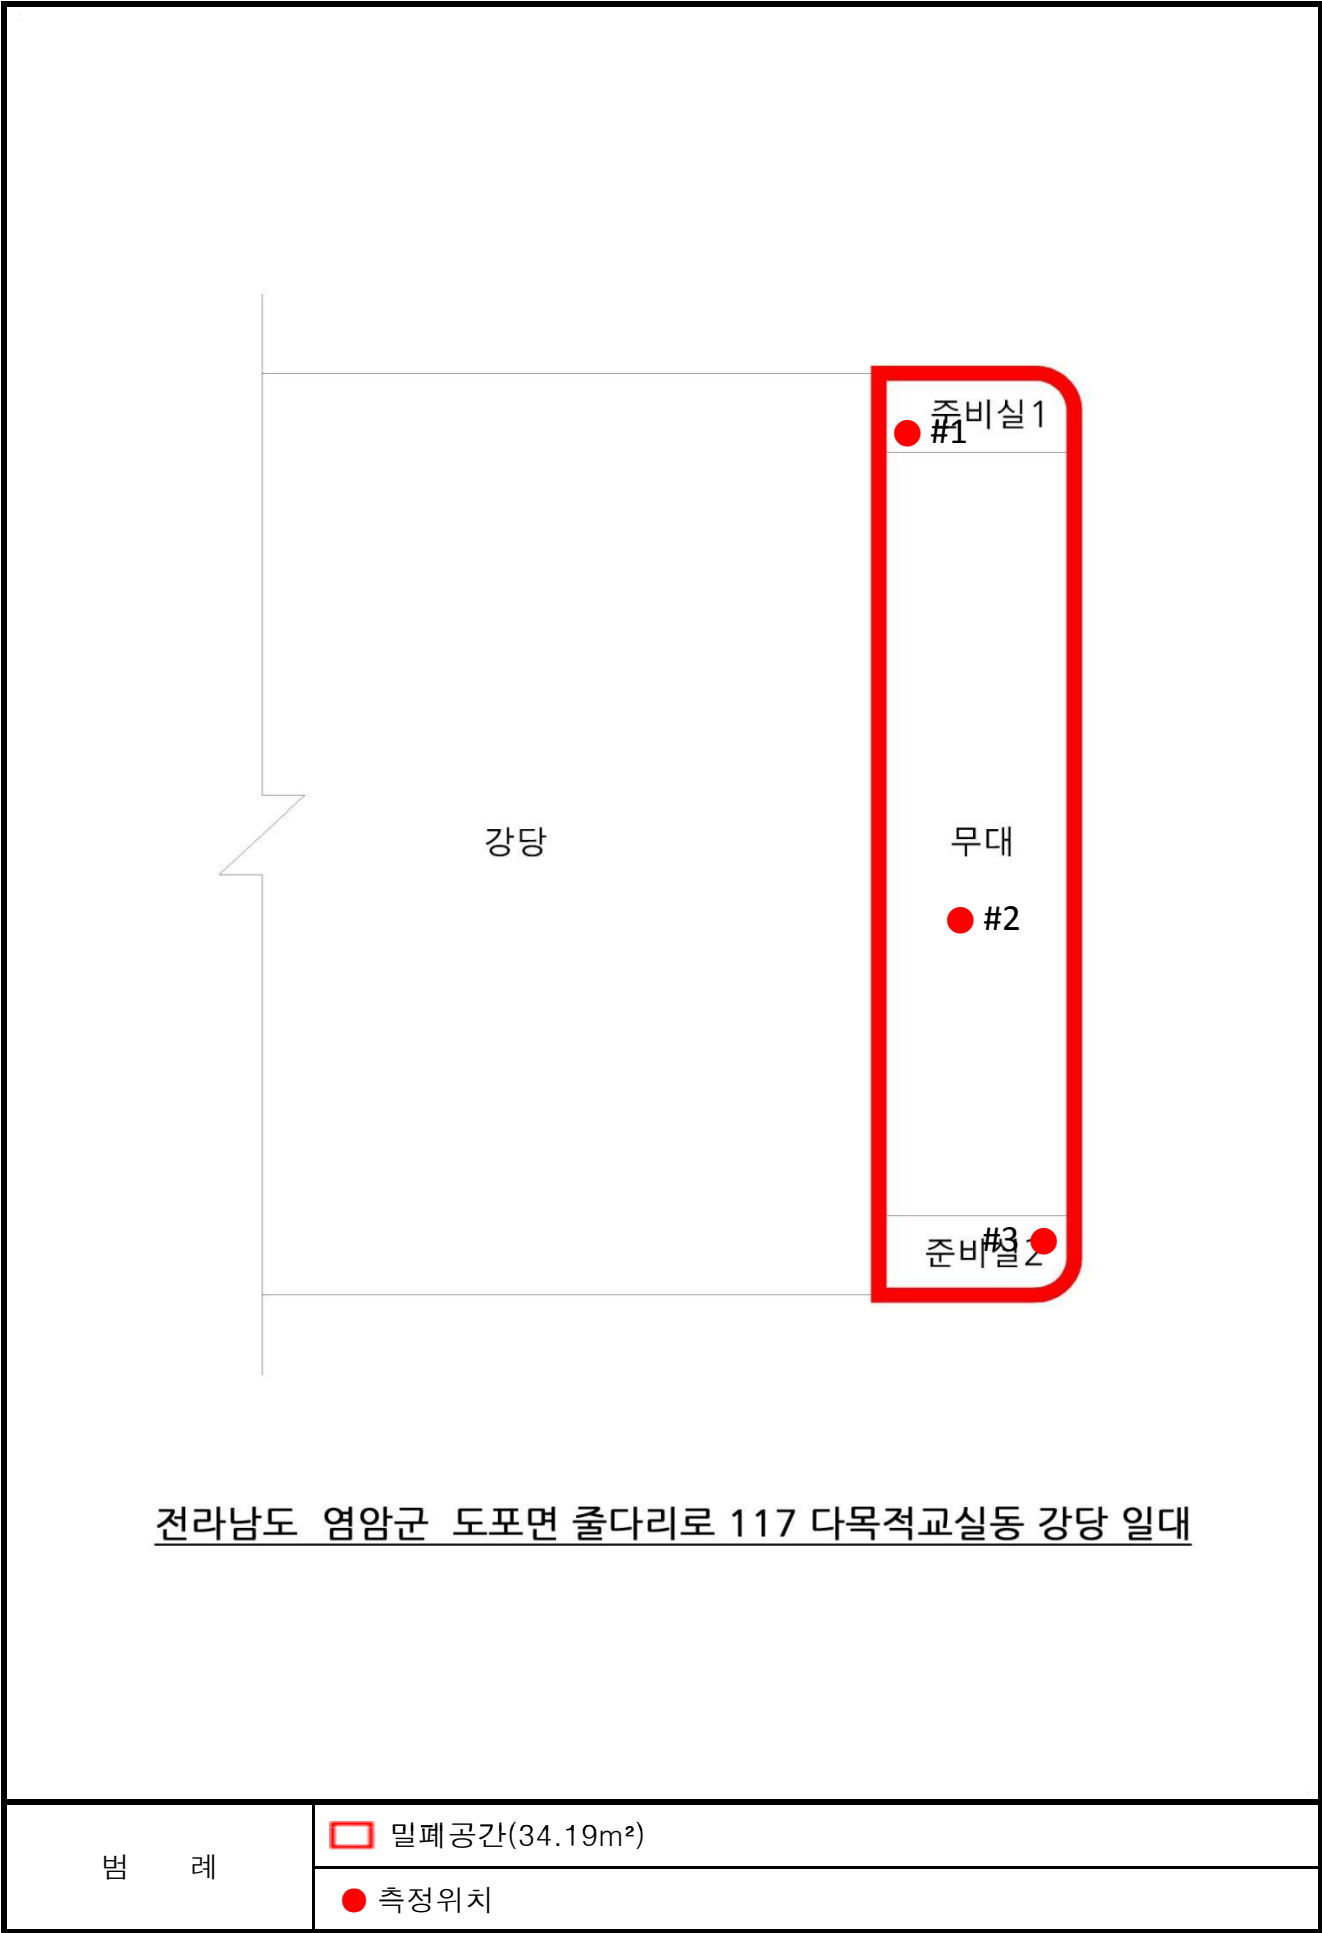 준비실1
#1
강당
무대
#2
#3
준비실2
전라남도 염암군 도포면 줄다리로 117 다목적교실동 강당 일대
범 례
밀폐공간(34.19m²)
측정위치